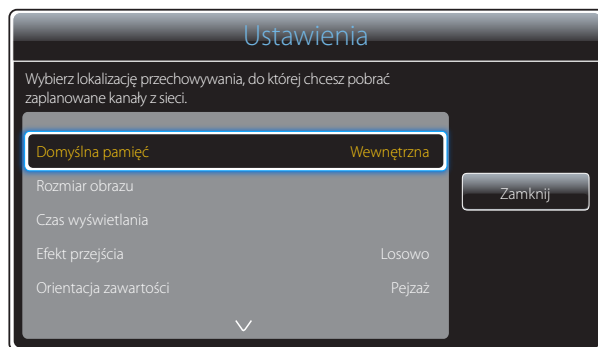 Ustawienia
Wybierz lokalizację przechowywania, do której chcesz pobrać
zaplanowane kanały z sieci.
Domyślna pamięć Wewnętrzna
Rozmiar obrazu
Zamknij
Czas wyświetlania
Efekt przejścia Losowo
Orientacja zawartości Pejzaż